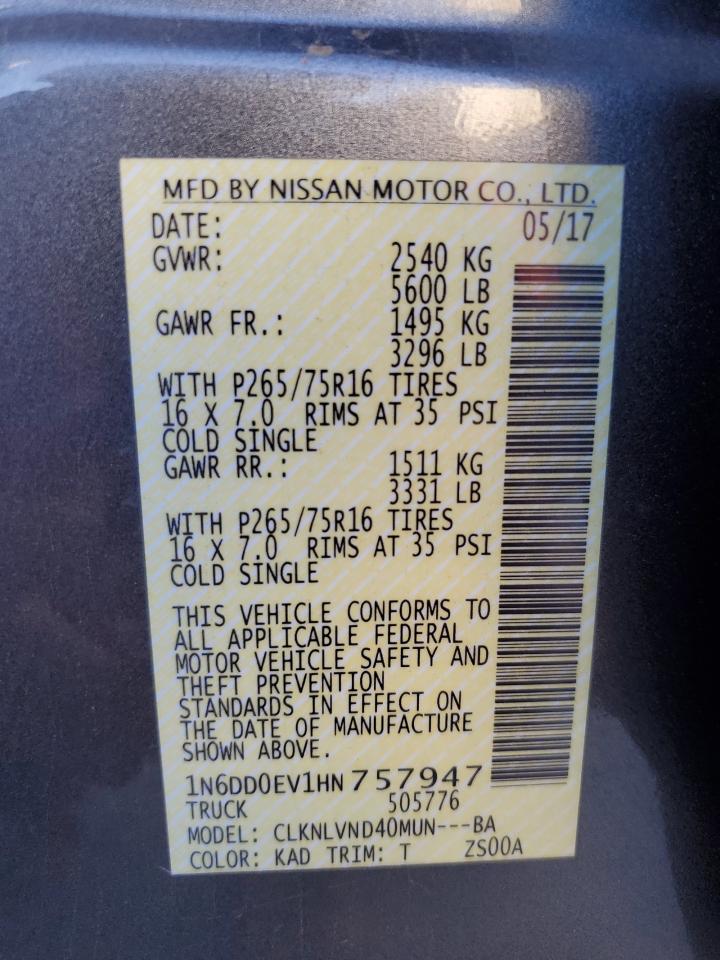 MFD BY NISSAN MOTOR CO., LTD.
DATE: 05/17
GVWR: 2540 KG
5600 LB
GAWR FR.: 1495 KG
3296 LB
WITH P265/75R16 TIRES
16 X 7.0 RIMS AT 35 PSI
COLD SINGLE
GAWR RR.: 1511 KG
3331 LB
WITH P265/75R16 TIRES
16 X 7.0 RIMS AT 35 PSI
COLD SINGLE
THIS VEHICLE CONFORMS TO
ALL APPLICABLE FEDERAL
MOTOR VEHICLE SAFETY AND
THEFT PREVENTION
STANDARDS IN EFFECT ON
THE DATE OF MANUFACTURE
SHOWN ABOVE.
1N6DD0EV1HN757947
TRUCK 505776
MODEL: CLKNLVND40MUN---BA
COLOR: KAD TRIM: T ZS00A